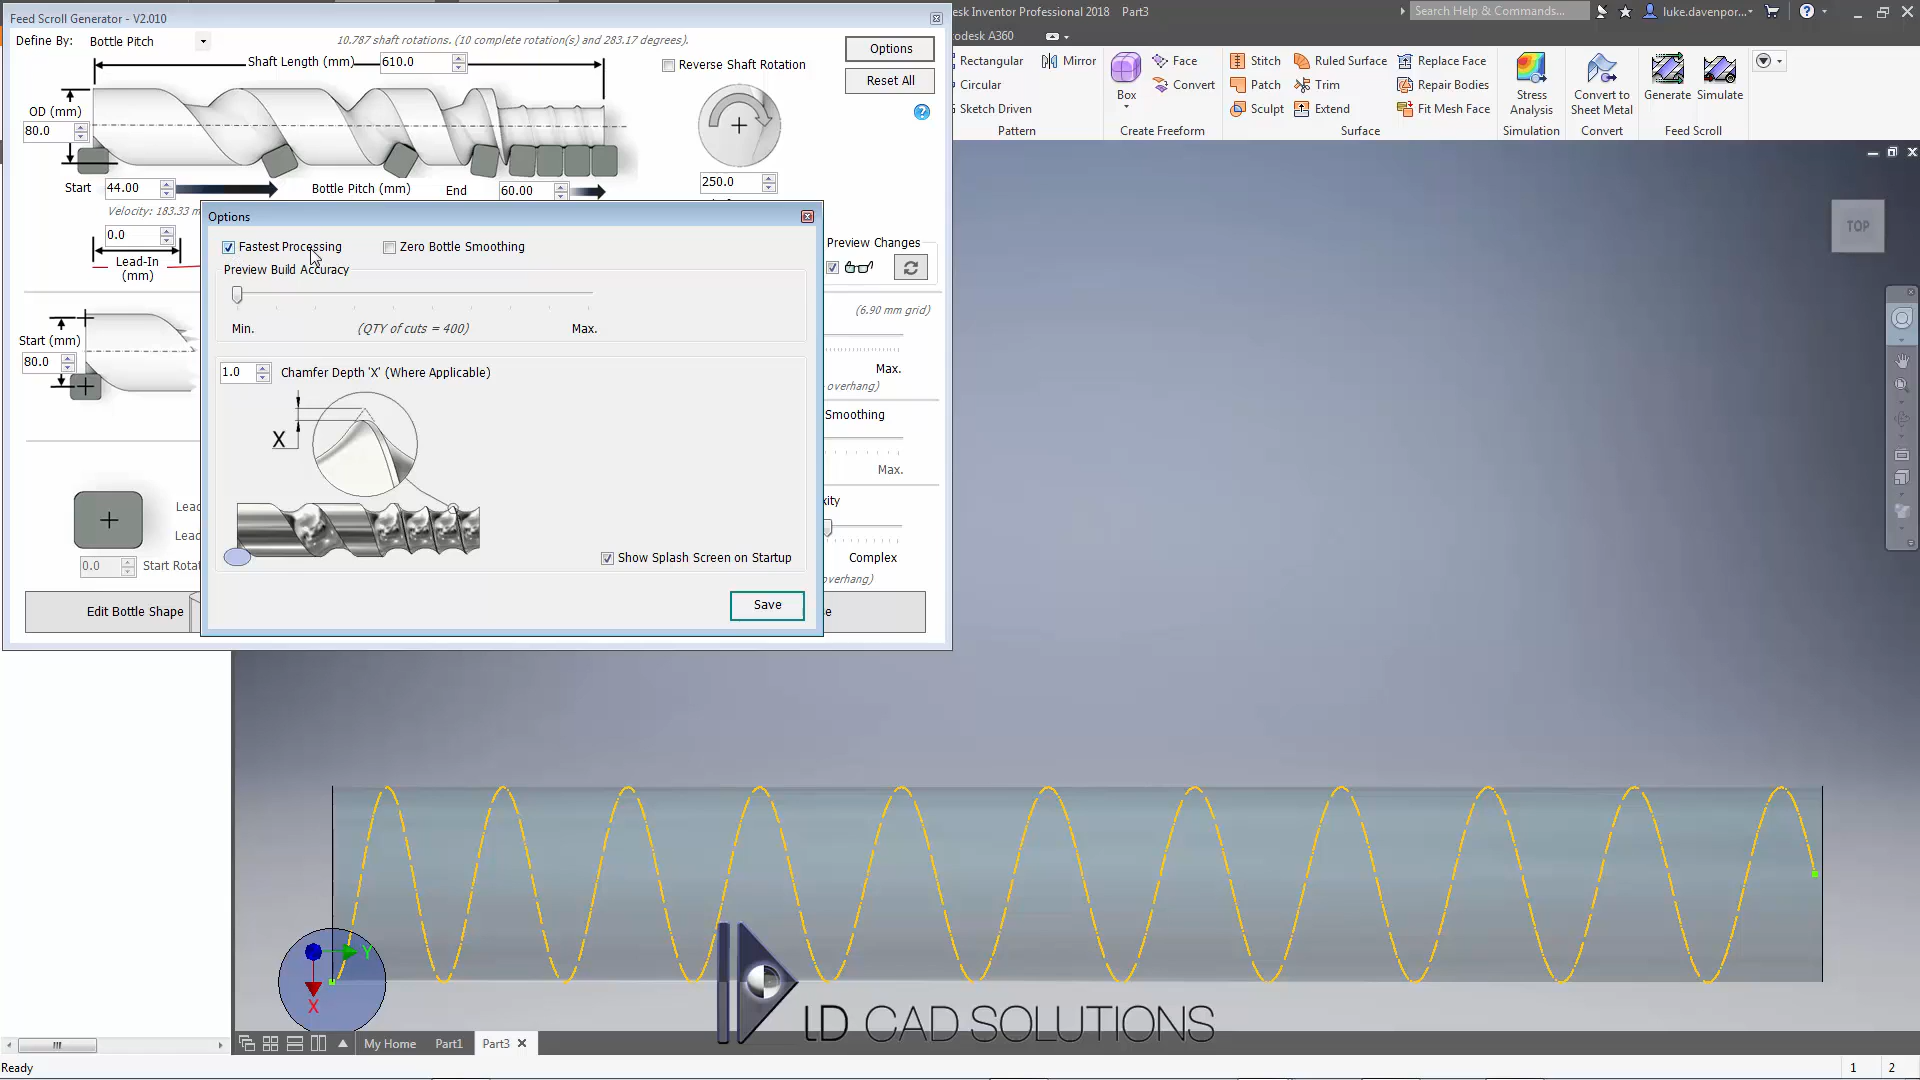 Feed Scroll Generator - V2.010
Define By: Bottle Pitch
10.787 shaft rotations. (10 complete rotation(s) and 283.17 degrees).
Options
Shaft Length (mm) 610.0
Reverse Shaft Rotation
Reset All
OD (mm)
80.0
Start 44.00 Bottle Pitch (mm) End 60.00
250.0
Velocity: 183.33 m
0.0
Lead-In
(mm)
Preview Changes
(6.90 mm grid)
Start (mm)
80.0
Max.
overhang)
Smoothing
Max.
Complex
Lea
Lea
0.0 Start Rota
Edit Bottle Shape
Options
Fastest Processing
Zero Bottle Smoothing
Preview Build Accuracy
Min. (QTY of cuts = 400) Max.
1.0 Chamfer Depth 'X' (Where Applicable)
X
Show Splash Screen on Startup
Save
desk Inventor Professional 2018 Part3
Search Help & Commands...
luke.davenpor...
todesk A360
Rectangular
Mirror
Circular
Sketch Driven
Pattern
Box
Face
Convert
Create Freeform
Stitch
Ruled Surface
Replace Face
Patch
Trim
Repair Bodies
Sculpt
Extend
Fit Mesh Face
Surface
Stress
Analysis
Simulation
Convert to
Sheet Metal
Convert
Generate
Simulate
Feed Scroll
TOP
Y
X
LD CAD SOLUTIONS
My Home
Part1
Part3
Ready
1 2